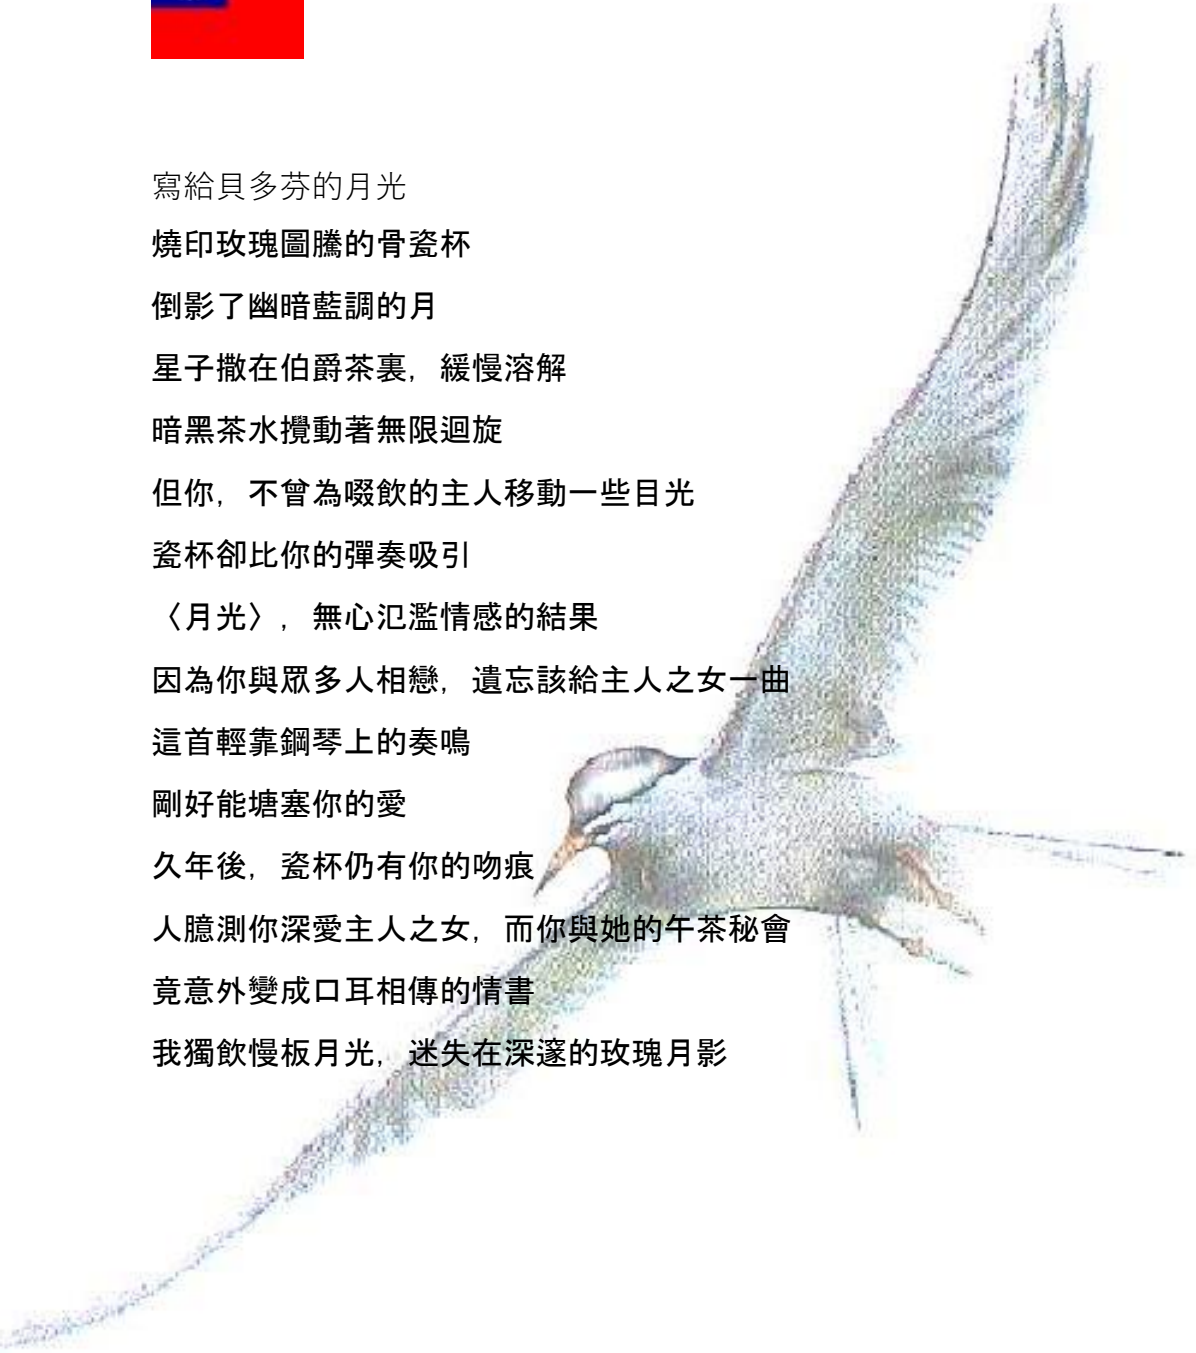 寫給貝多芬的月光
燒印玫瑰圖騰的骨瓷杯
倒影了幽暗藍調的月
星子撒在伯爵茶裏，緩慢溶解
暗黑茶水攪動著無限迴旋
但你，不曾為啜飲的主人移動一些目光
瓷杯卻比你的彈奏吸引
〈月光〉，無心氾濫情感的結果
因為你與眾多人相戀，遺忘該給主人之女一曲
這首輕靠鋼琴上的奏鳴
剛好能塘塞你的愛
久年後，瓷杯仍有你的吻痕
人臆測你深愛主人之女，而你與她的午茶秘會
竟意外變成口耳相傳的情書
我獨飲慢板月光，迷失在深邃的玫瑰月影